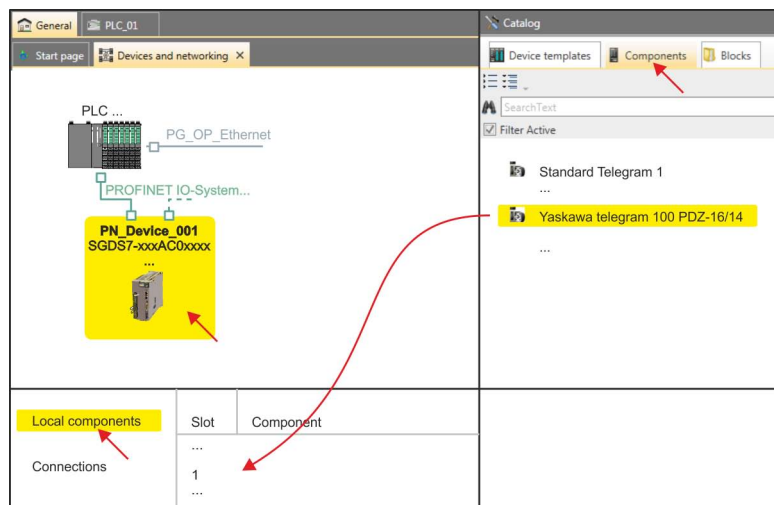 General
PLC_01
Start page
Devices and networking ×
PLC ...
PG_OP_Ethernet
PROFINET IO-System...
PN_Device_001
SGDS7-xxxAC0xxxx
...
Local components
Connections
Slot
Component
...
1
...
Catalog
Device templates
Components
Blocks
SearchText
Filter Active
Standard Telegram 1
...
Yaskawa telegram 100 PDZ-16/14
...